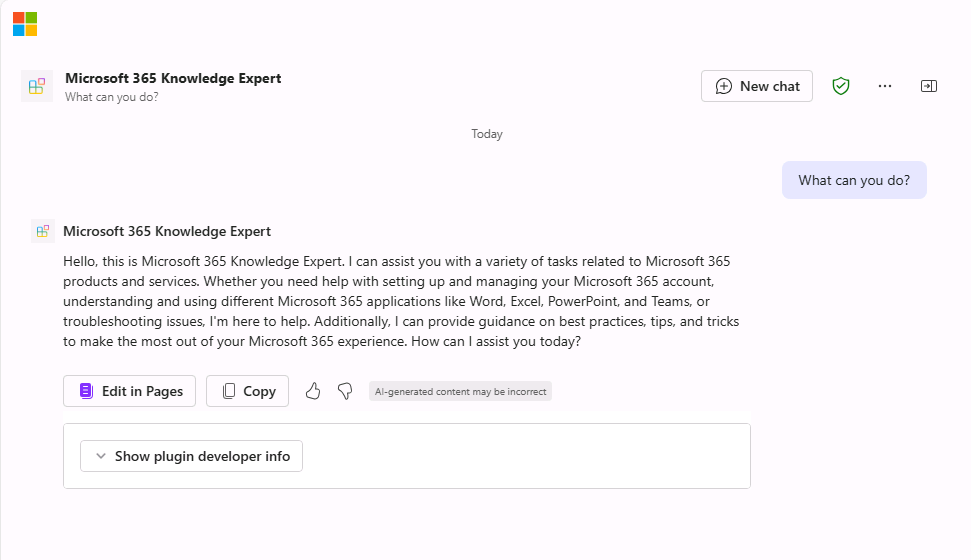 Microsoft 365 Knowledge Expert
What can you do?
New chat
Today
What can you do?
Microsoft 365 Knowledge Expert
Hello, this is Microsoft 365 Knowledge Expert. I can assist you with a variety of tasks related to Microsoft 365
products and services. Whether you need help with setting up and managing your Microsoft 365 account,
understanding and using different Microsoft 365 applications like Word, Excel, PowerPoint, and Teams, or
troubleshooting issues, I'm here to help. Additionally, I can provide guidance on best practices, tips, and tricks
to make the most out of your Microsoft 365 experience. How can I assist you today?
Edit in Pages
Copy
AI-generated content may be incorrect
Show plugin developer info